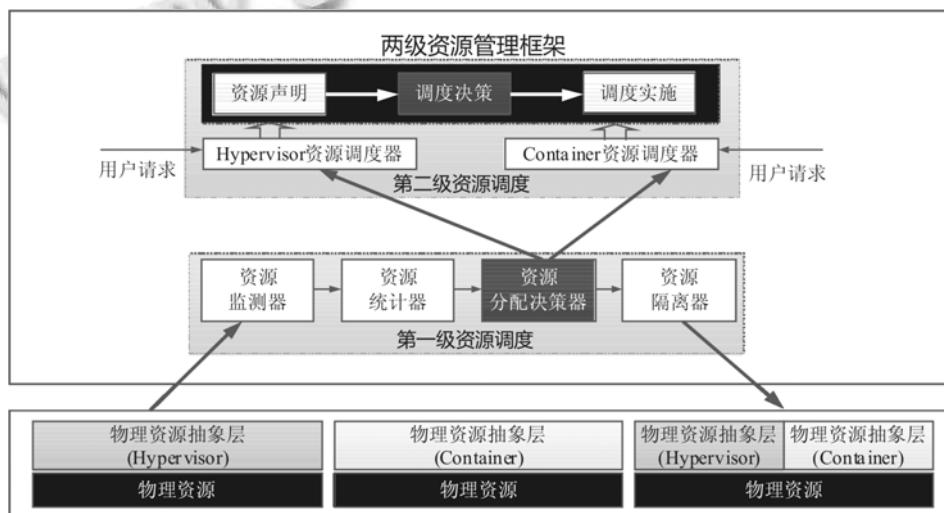 两级资源管理框架
资源声明
调度决策
调度实施
Hypervisor资源调度器
Container资源调度器
用户请求
用户请求
第二级资源调度
资源
监测器
资源
统计器
资源
分配决策器
资源
隔离器
第一级资源调度
物理资源抽象层
(Hypervisor)
物理资源
物理资源抽象层
(Container)
物理资源
物理资源抽象层
(Hypervisor)
物理资源抽象层
(Container)
物理资源